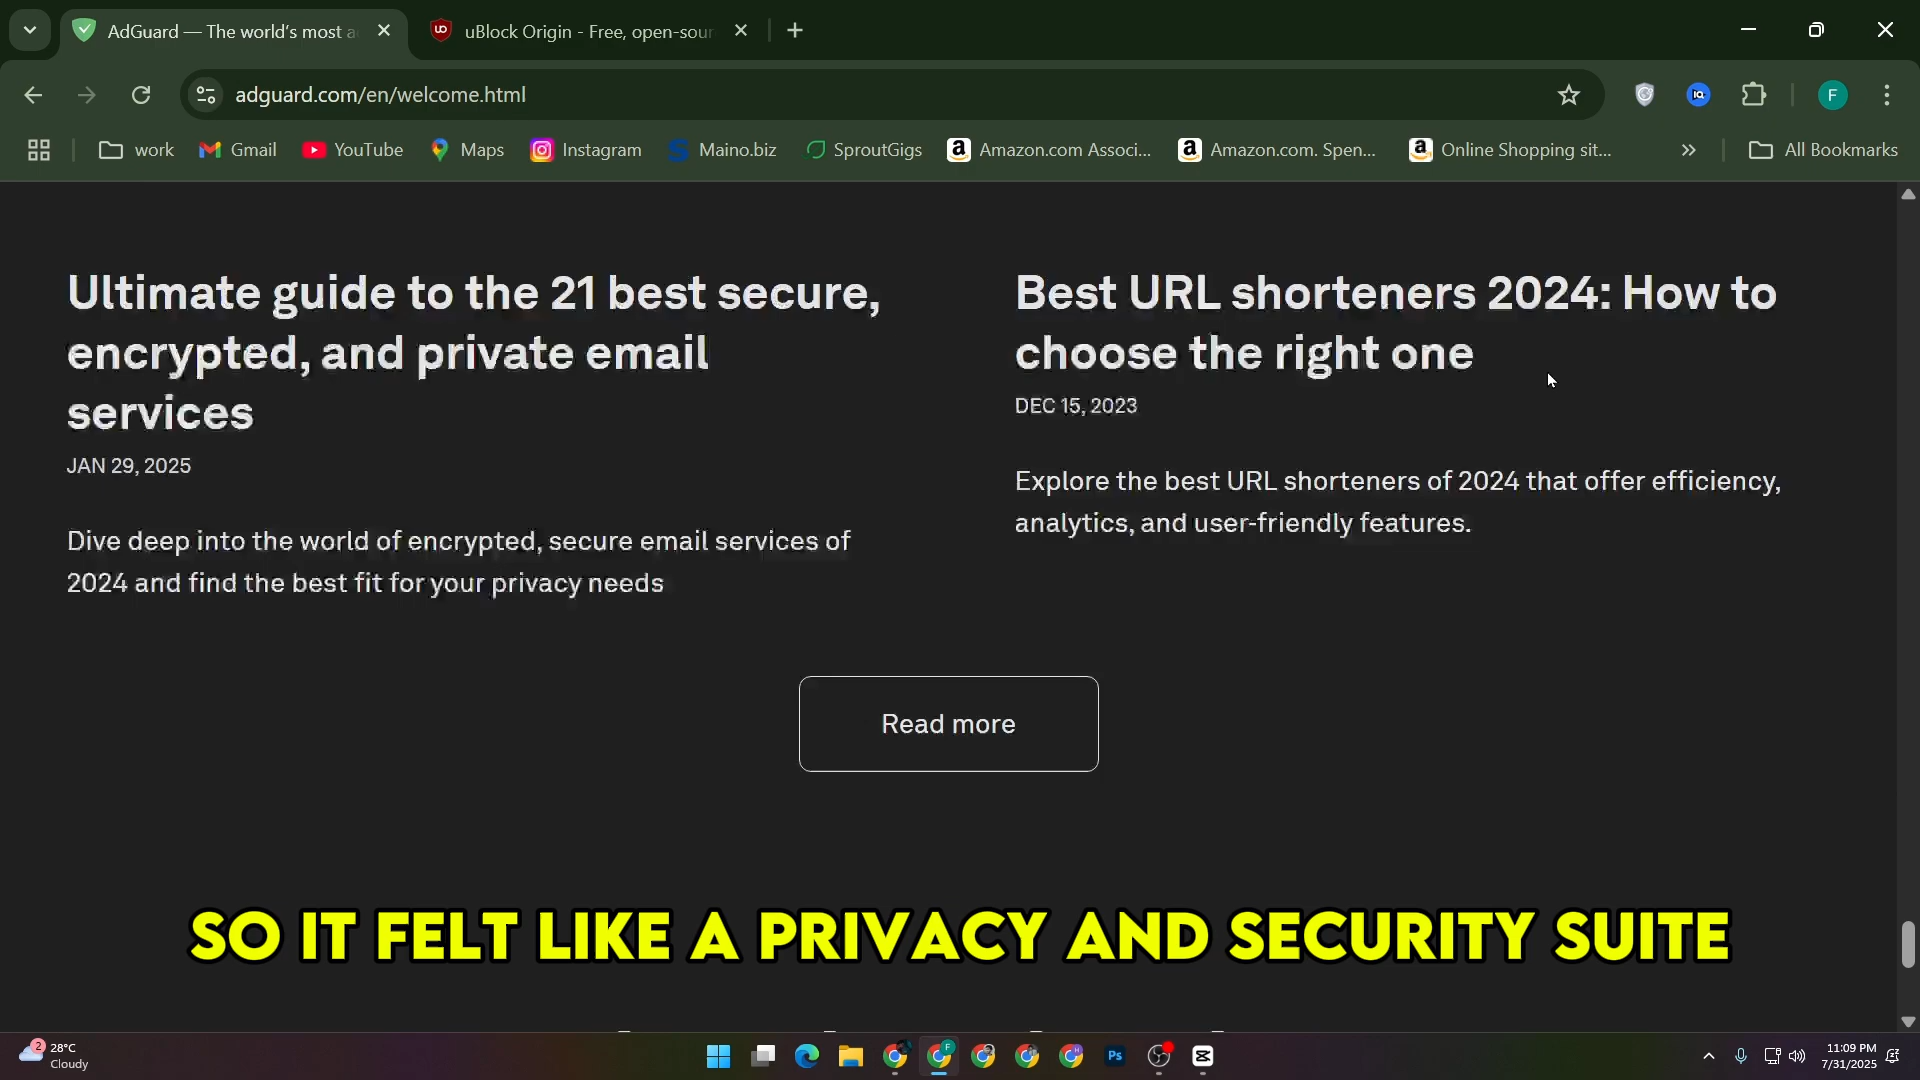 AdGuard — The world's most a
uBlock Origin - Free, open-sour
adguard.com/en/welcome.html
F
work
Gmail
YouTube
Maps
Instagram
Maino.biz
SproutGigs
Amazon.com Associ...
Amazon.com. Spen...
Online Shopping sit...
All Bookmarks
Ultimate guide to the 21 best secure,
encrypted, and private email
services
JAN 29, 2025
Dive deep into the world of encrypted, secure email services of
2024 and find the best fit for your privacy needs
Best URL shorteners 2024: How to
choose the right one
DEC 15, 2023
Explore the best URL shorteners of 2024 that offer efficiency,
analytics, and user-friendly features.
Read more
SO IT FELT LIKE A PRIVACY AND SECURITY SUITE
2
28°C
Cloudy
Ps
11:09 PM
7/31/2025